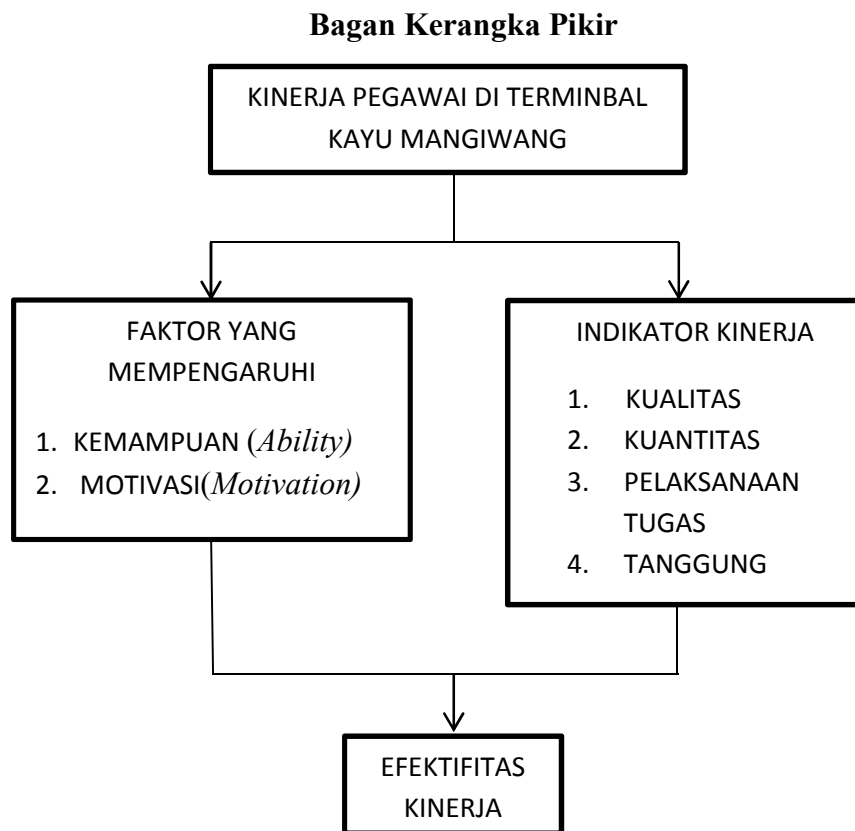 Bagan Kerangka Pikir
KINERJA PEGAWAI DI TERMINBAL
KAYU MANGIWANG
FAKTOR YANG
MEMPENGARUHI
1. KEMAMPUAN (Ability)
2. MOTIVASI(Motivation)
INDIKATOR KINERJA
1. KUALITAS
2. KUANTITAS
3. PELAKSANAAN
TUGAS
4. TANGGUNG
EFEKTIFITAS
KINERJA